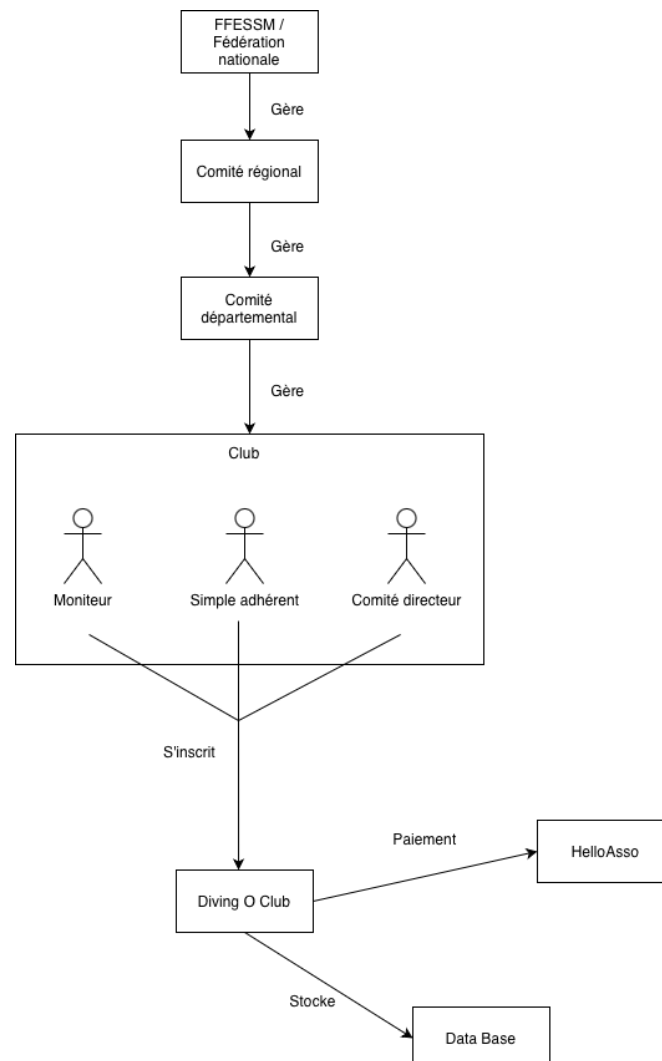 FFESSM /
Fédération
nationale
Gère
Comité régional
Gère
Comité
départemental
Gère
Club
Moniteur
Simple adhérent
Comité directeur
S'inscrit
Paiement
HelloAsso
Diving O Club
Stocke
Data Base